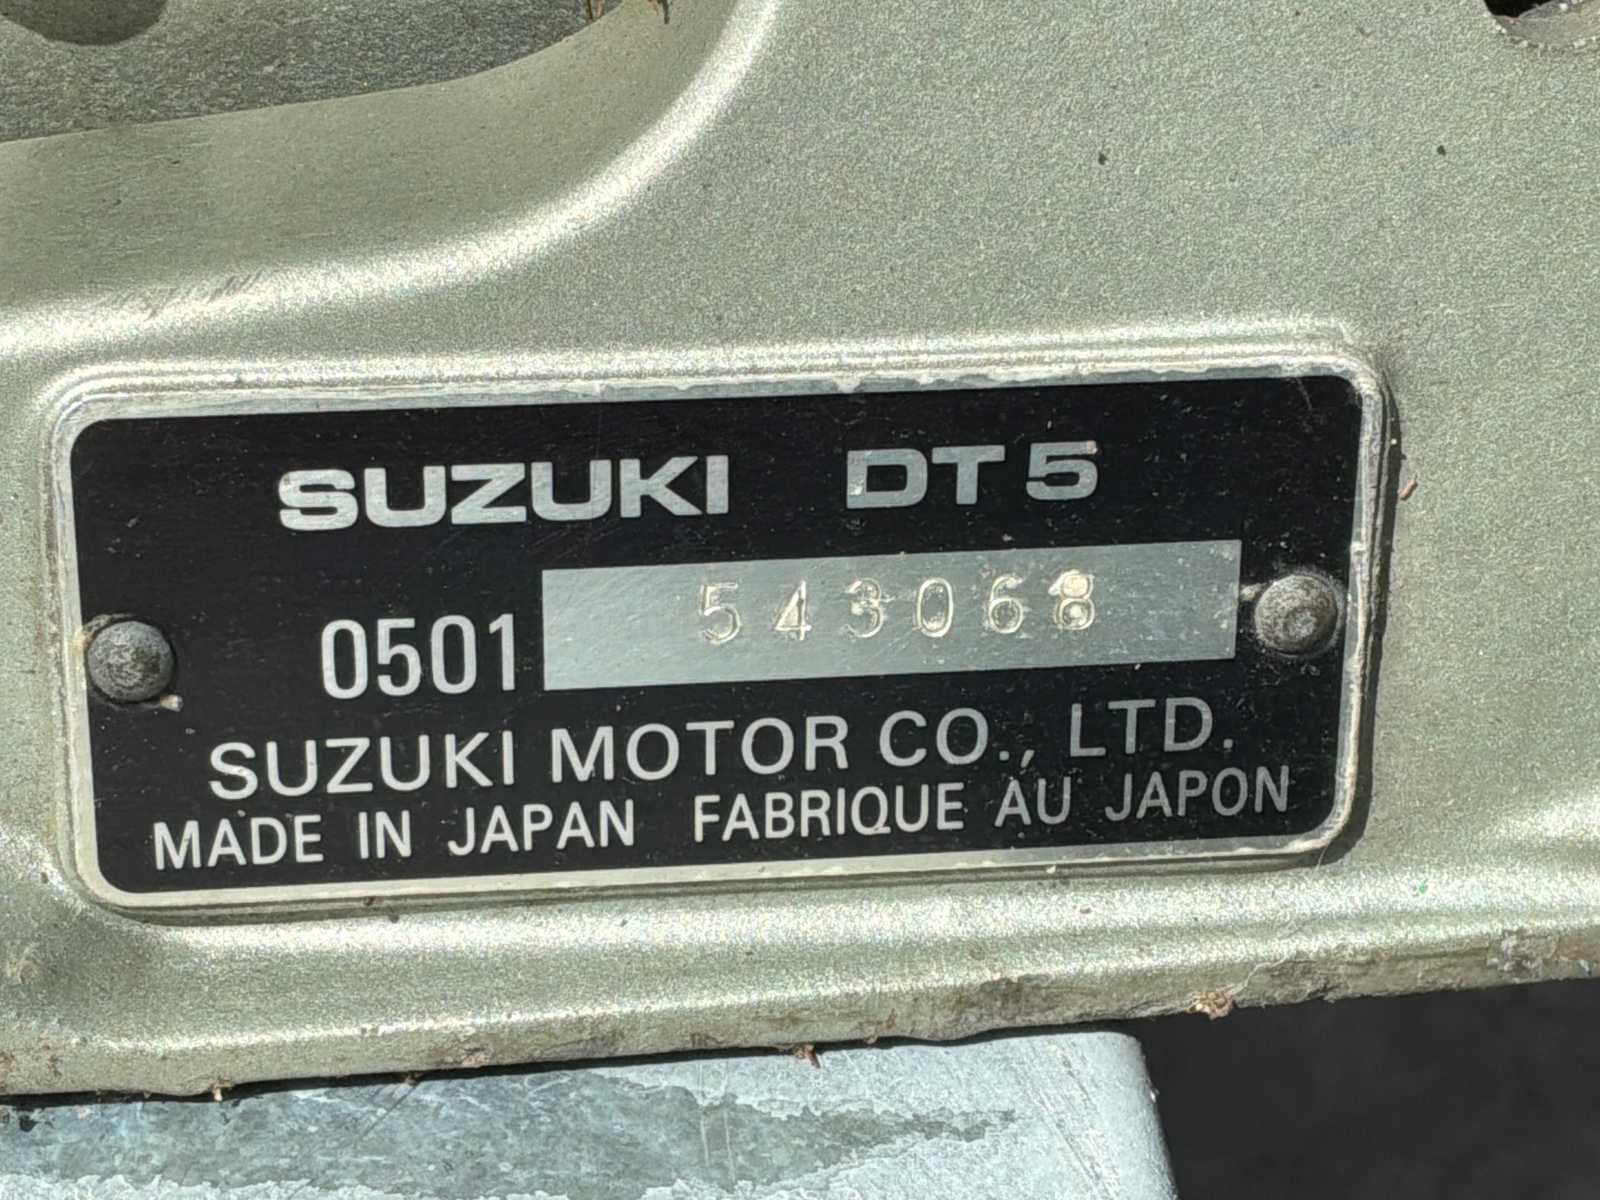 SUZUKI DT5
0501 543068
SUZUKI MOTOR CO., LTD.
MADE IN JAPAN FABRIQUE AU JAPON